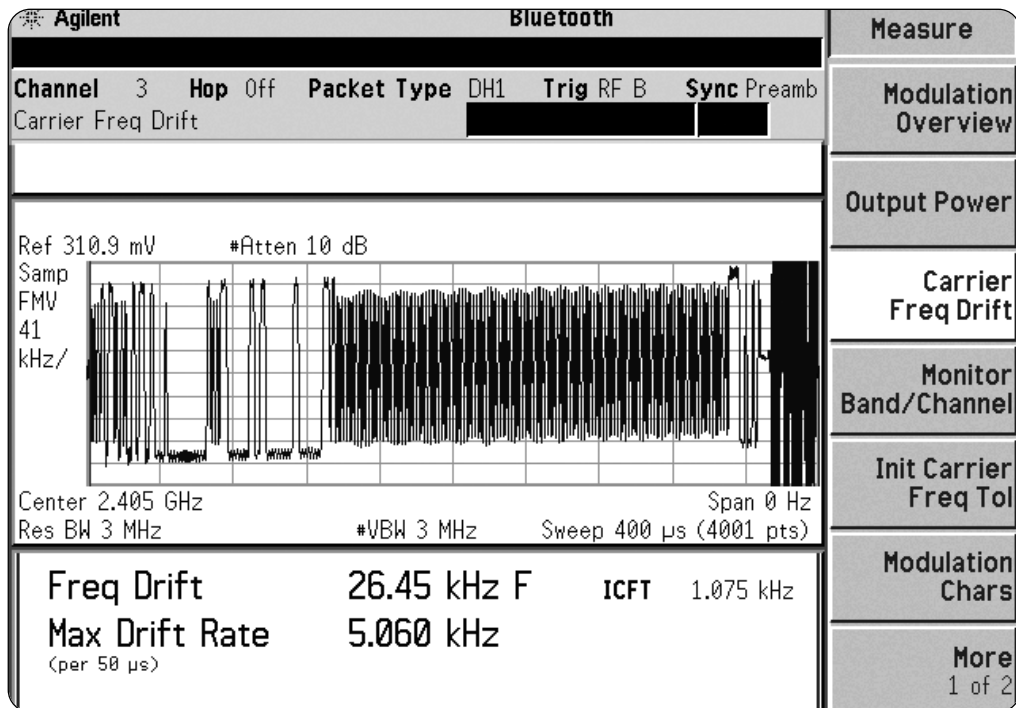 Agilent Bluetooth
Channel 3 Hop Off Packet Type DH1 Trig RF B Sync Preamb
Carrier Freq Drift
Ref 310.9 mV #Atten 10 dB
Samp
FMV
41
kHz/
Center 2.405 GHz Span 0 Hz
Res BW 3 MHz #VBW 3 MHz Sweep 400 µs (4001 pts)
Freq Drift 26.45 kHz F ICFT 1.075 kHz
Max Drift Rate 5.060 kHz
(per 50 µs)
Measure
Modulation
Overview
Output Power
Carrier
Freq Drift
Monitor
Band/Channel
Init Carrier
Freq Tol
Modulation
Chars
More
1 of 2